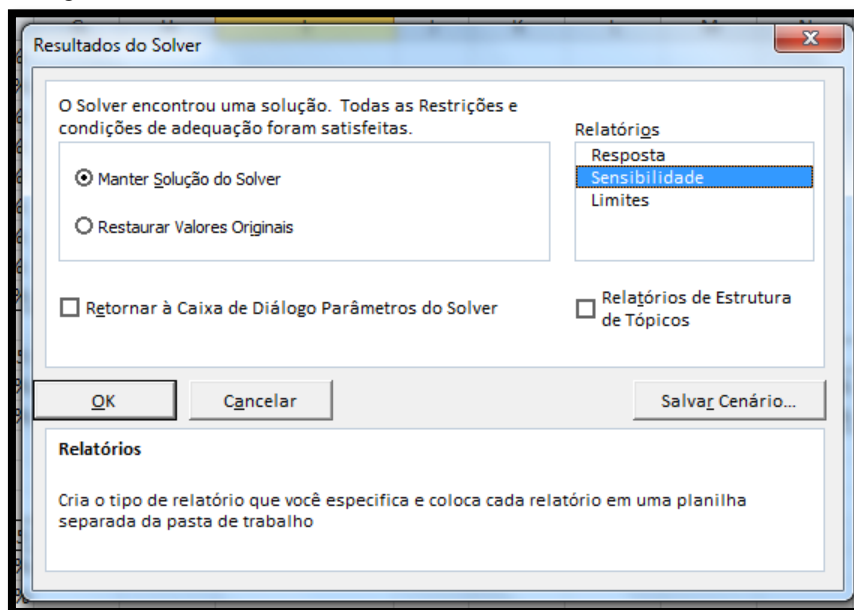 Resultados do Solver
O Solver encontrou uma solução. Todas as Restrições e
condições de adequação foram satisfeitas.
Manter Solução do Solver
Restaurar Valores Originais
Relatórios
Resposta
Sensibilidade
Limites
Retornar à Caixa de Diálogo Parâmetros do Solver
Relatórios de Estrutura
de Tópicos
OK
Cancelar
Salvar Cenário...
Relatórios
Cria o tipo de relatório que você especifica e coloca cada relatório em uma planilha
separada da pasta de trabalho